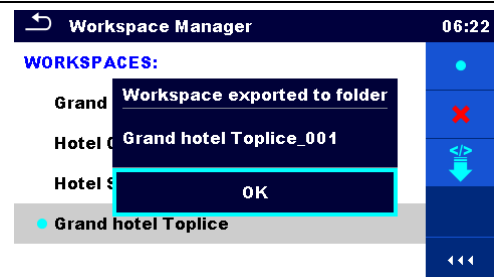 Workspace Manager 06:22
WORKSPACES:
Workspace exported to folder
Grand
Grand hotel Toplice_001
Hotel
Hotel
OK
Grand hotel Toplice